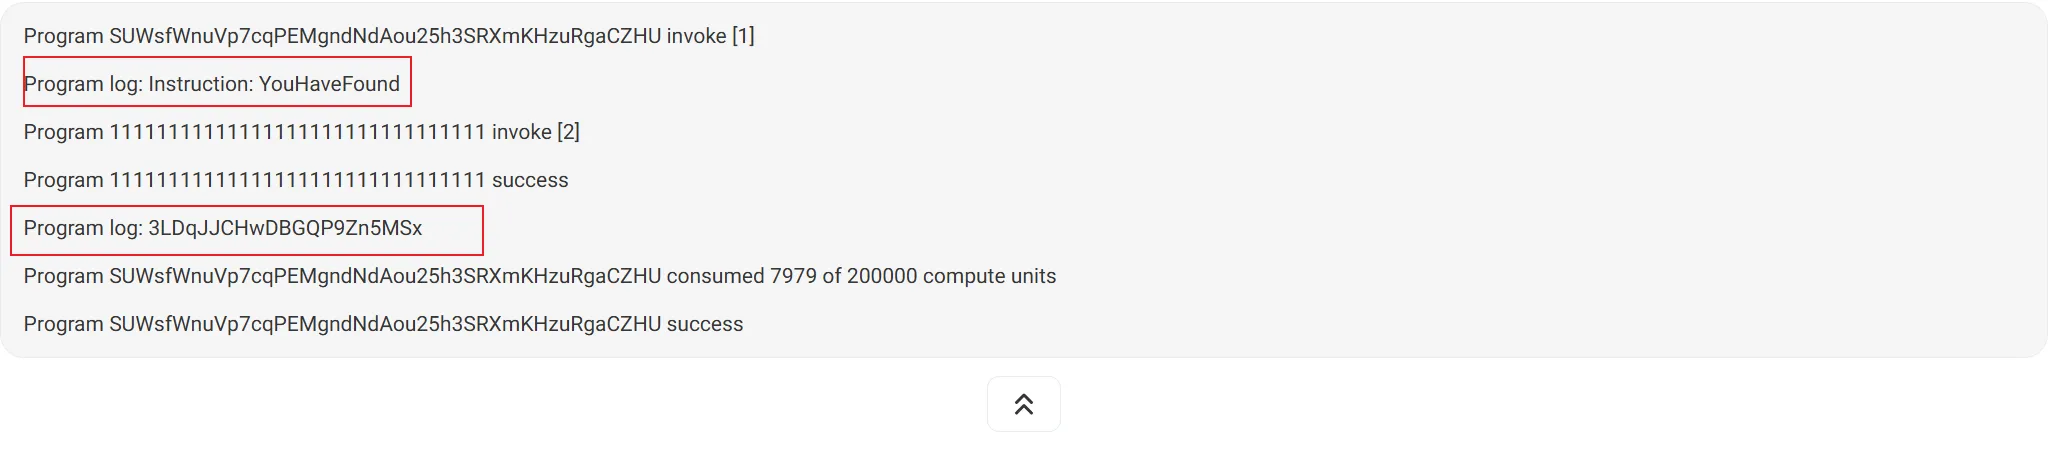 Program SUWsfWnuVp7cqPEMgndNdAou25h3SRXmKHzuRgaCZHU invoke [1]
Program log: Instruction: YouHaveFound
Program 11111111111111111111111111111111 invoke [2]
Program 11111111111111111111111111111111 success
Program log: 3LDqJJCHwDBGQP9Zn5MSx
Program SUWsfWnuVp7cqPEMgndNdAou25h3SRXmKHzuRgaCZHU consumed 7979 of 200000 compute units
Program SUWsfWnuVp7cqPEMgndNdAou25h3SRXmKHzuRgaCZHU success